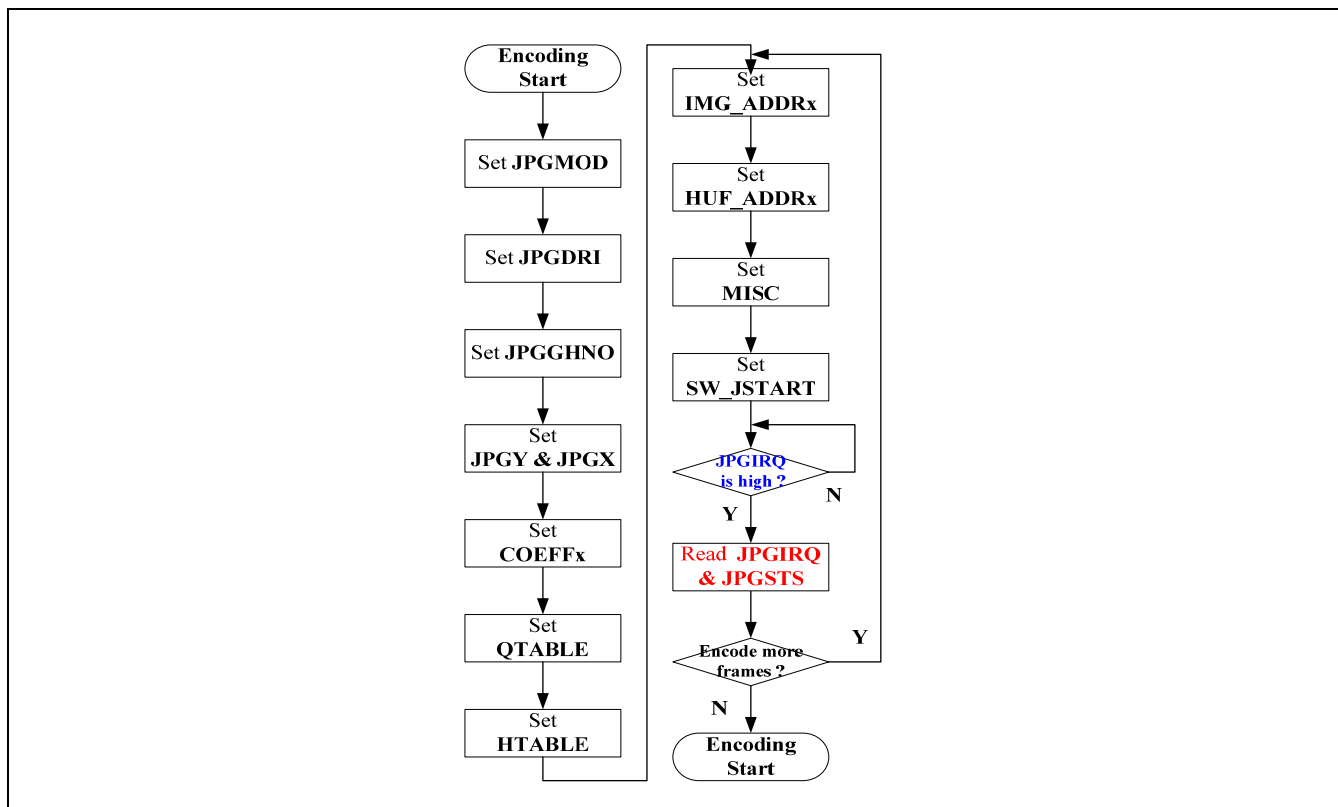 Encoding
Start
Set JPGMOD
Set JPGDRI
Set JPGGHNO
Set
JPGY & JPGX
Set
COEFFx
Set
QTABLE
Set
HTABLE
Set
IMG_ADDRx
Set
HUF_ADDRx
Set
MISC
Set
SW_JSTART
JPGIRQ
is high ?
N
Y
Read JPGIRQ
& JPGSTS
Y
Encode more
frames ?
N
Encoding
Start